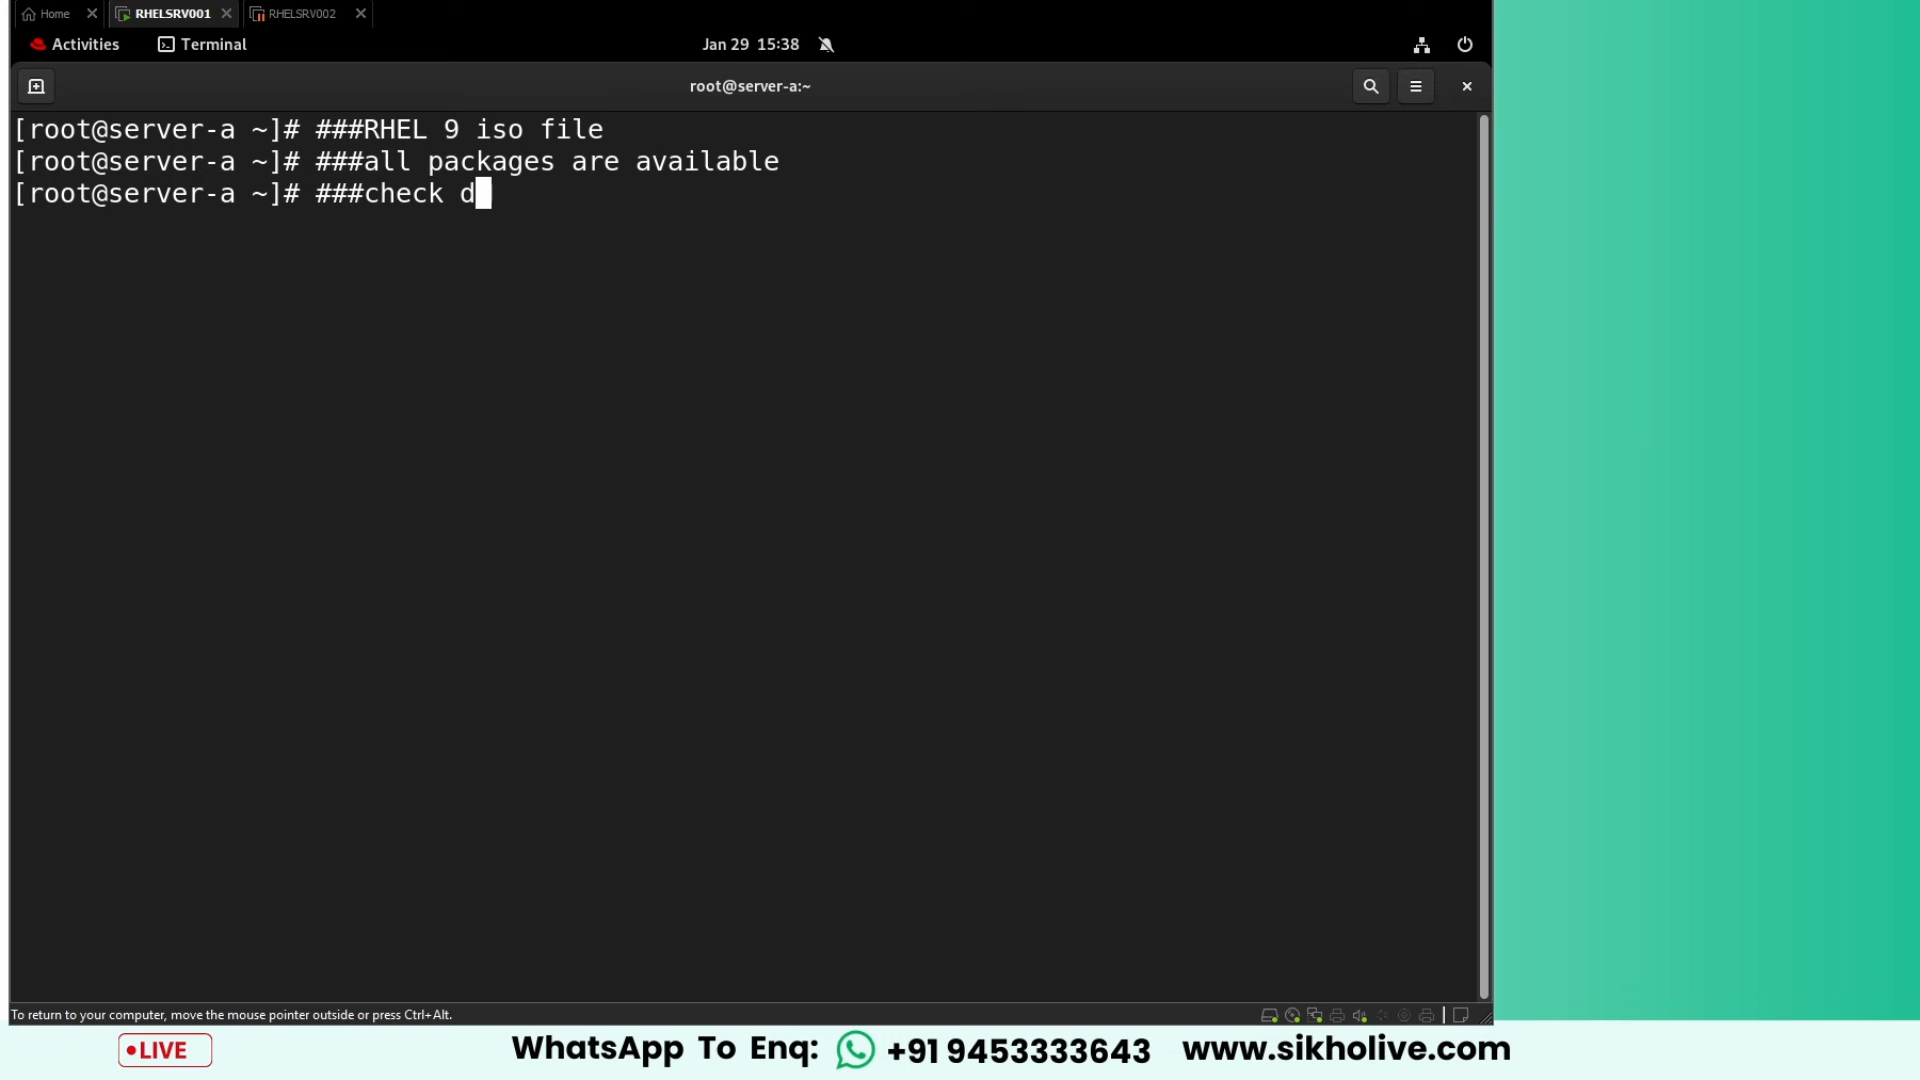 Home RHELSRV001 RHELSRV002
Activities Terminal Jan 29 15:38
root@server-a:~
[root@server-a ~]# ###RHEL 9 iso file
[root@server-a ~]# ###all packages are available
[root@server-a ~]# ###check d
To return to your computer, move the mouse pointer outside or press Ctrl+Alt.
•LIVE WhatsApp To Enq: +91 9453333643 www.sikholive.com